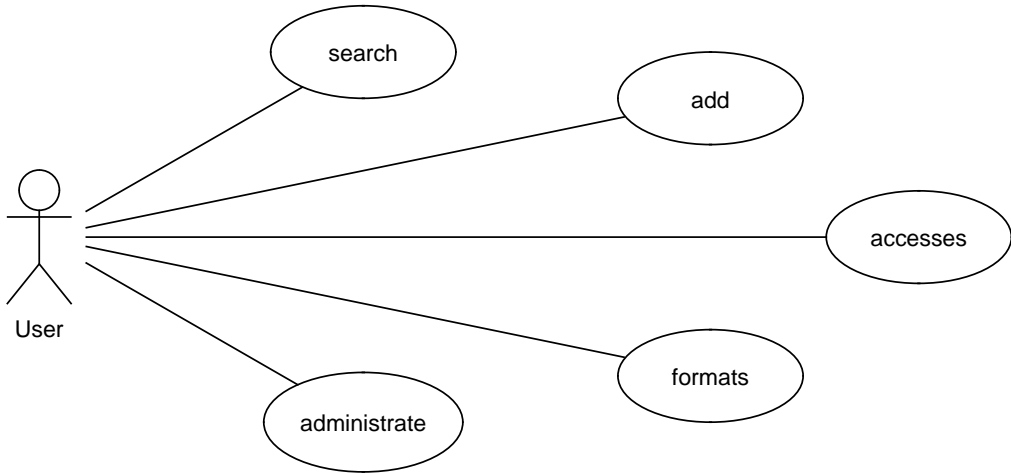 search
add
accesses
User
formats
administrate